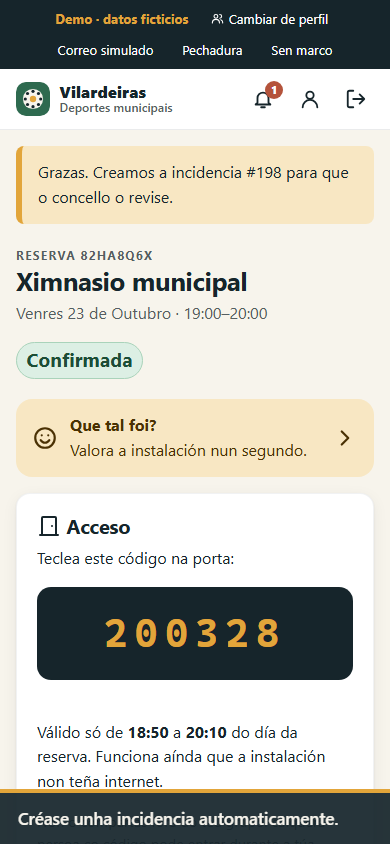 Demo · datos ficticios
Cambiar de perfil
Correo simulado
Pechadura
Sen marco
Vilardeiras
Deportes municipais
1
Grazas. Creamos a incidencia #198 para que
o concello o revise.
RESERVA 82HA8Q6X
Ximnasio municipal
Venres 23 de Outubro · 19:00–20:00
Confirmada
Que tal foi?
Valora a instalación nun segundo.
Acceso
Teclea este código na porta:
200328
Válido só de 18:50 a 20:10 do día da
reserva. Funciona aínda que a instalación
non teña internet.
Créase unha incidencia automaticamente.